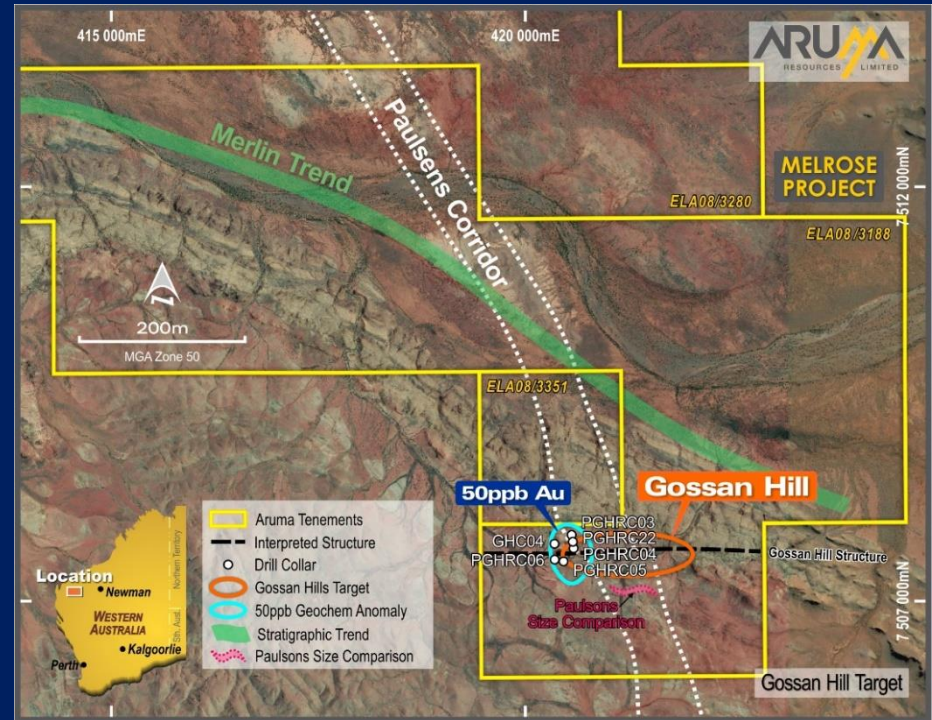 415 000mE
420 000mE
ARUMA
RESOURCES LIMITED
Paulsens Corridor
Merlin Trend
MELROSE
PROJECT
7 512 000mN
ELA08/3280
ELA08/3188
200m
MGA Zone 50
ELA08/3351
50ppb Au
Gossan Hill
PGHRC03
GHC04
PGHRC22
PGHRC06
PGHRC04
PGHRC05
Gossan Hill Structure
Paulsons
Size Comparison
7 507 000mN
Aruma Tenements
Interpreted Structure
Drill Collar
Gossan Hills Target
50ppb Geochem Anomaly
Stratigraphic Trend
Paulsons Size Comparison
Location
Newman
WESTERN
AUSTRALIA
Kalgoorlie
Perth
Northern Territory
Sth. Aust.
Gossan Hill Target